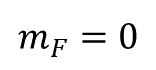 m_F = 0